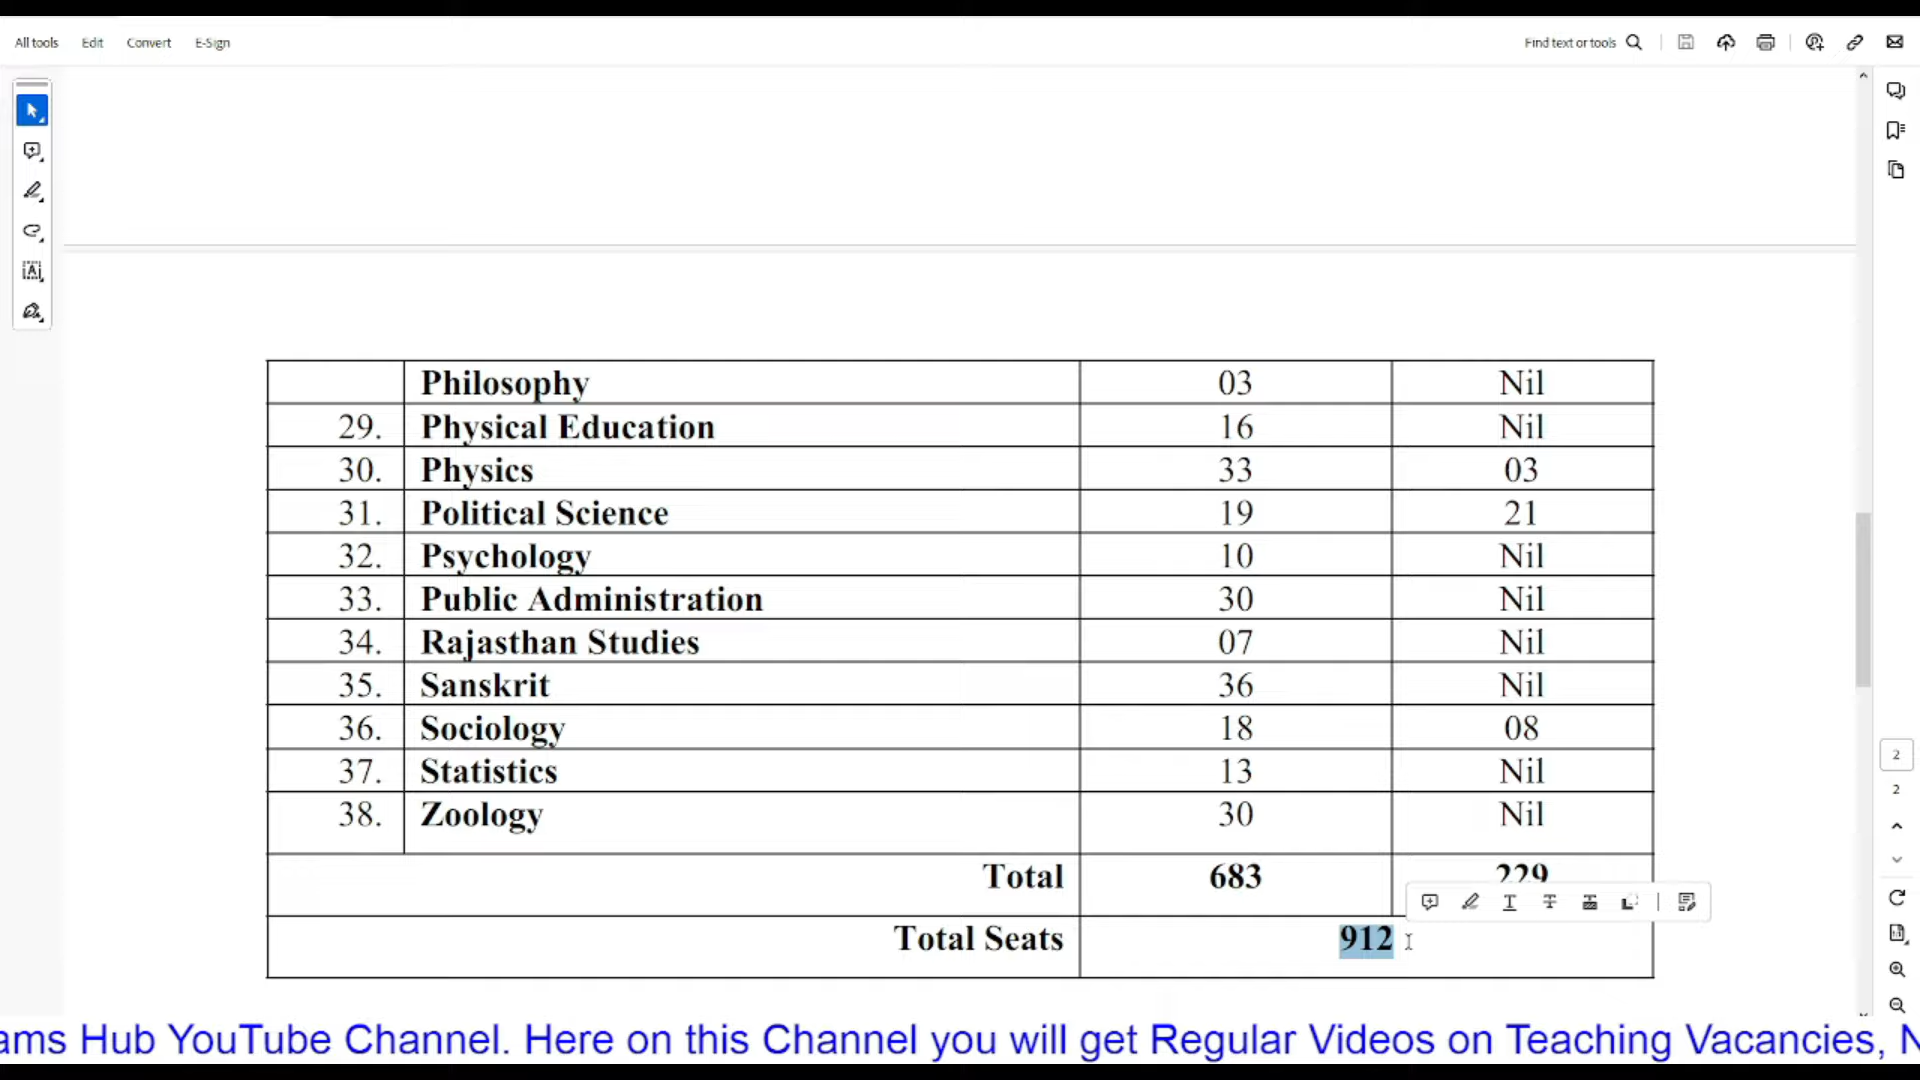 All tools Edit Convert E-Sign Find text or tools
Philosophy 03 Nil
29. Physical Education 16 Nil
30. Physics 33 03
31. Political Science 19 21
32. Psychology 10 Nil
33. Public Administration 30 Nil
34. Rajasthan Studies 07 Nil
35. Sanskrit 36 Nil
36. Sociology 18 08
37. Statistics 13 Nil
38. Zoology 30 Nil
Total 683 229
Total Seats 912
2
2
ams Hub YouTube Channel. Here on this Channel you will get Regular Videos on Teaching Vacancies, N